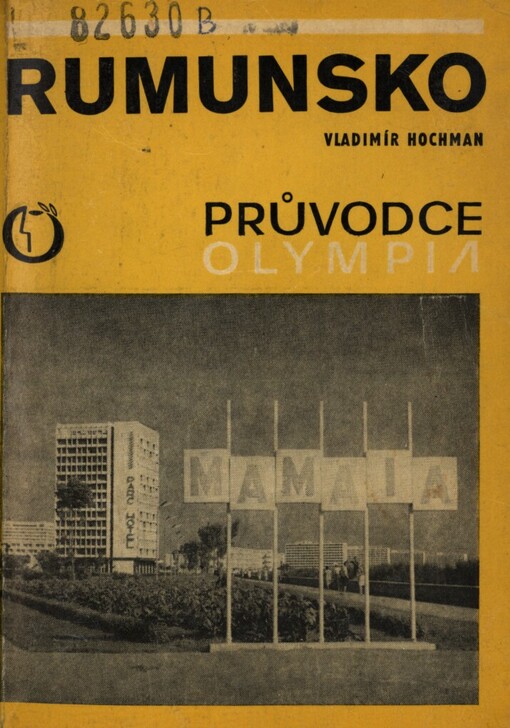 82630 B
RUMUNSKO
VLADIMÍR HOCHMAN
PRŮVODCE
OLYMPIA
MAMAIA
PARC HOTEL